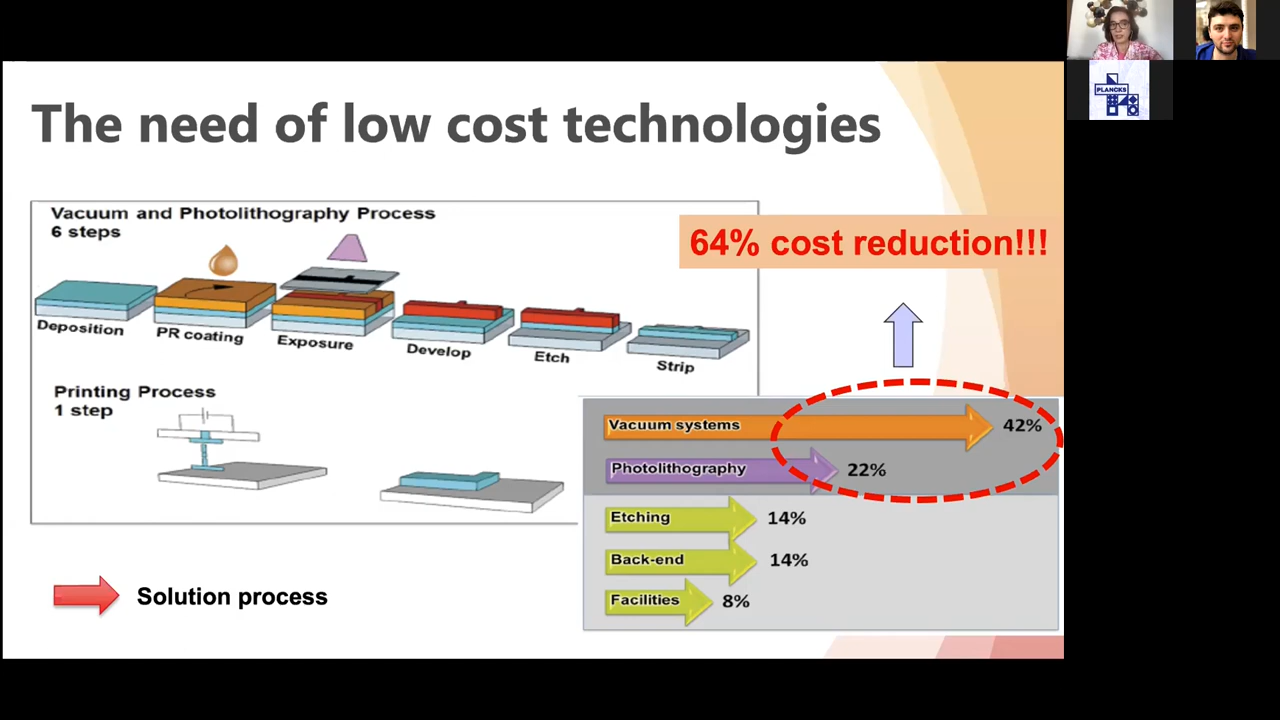 PLANCKS
The need of low cost technologies
Vacuum and Photolithography Process
6 steps
64% cost reduction!!!
Deposition
PR coating
Exposure
Develop
Etch
Strip
Printing Process
1 step
Vacuum systems 42%
Photolithography 22%
Etching 14%
Back-end 14%
Facilities 8%
Solution process